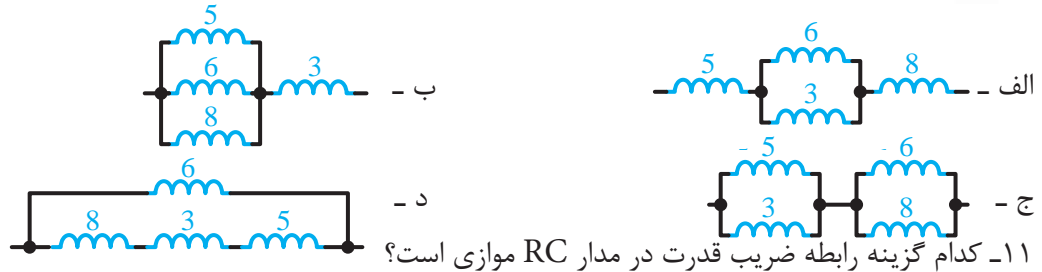 الف -
5 6 3 8
ب -
5 6 8 3
ج -
5 3 6 8
د -
6 8 3 5
۱۱ـ کدام گزینه رابطه ضریب قدرت در مدار RC موازی است؟